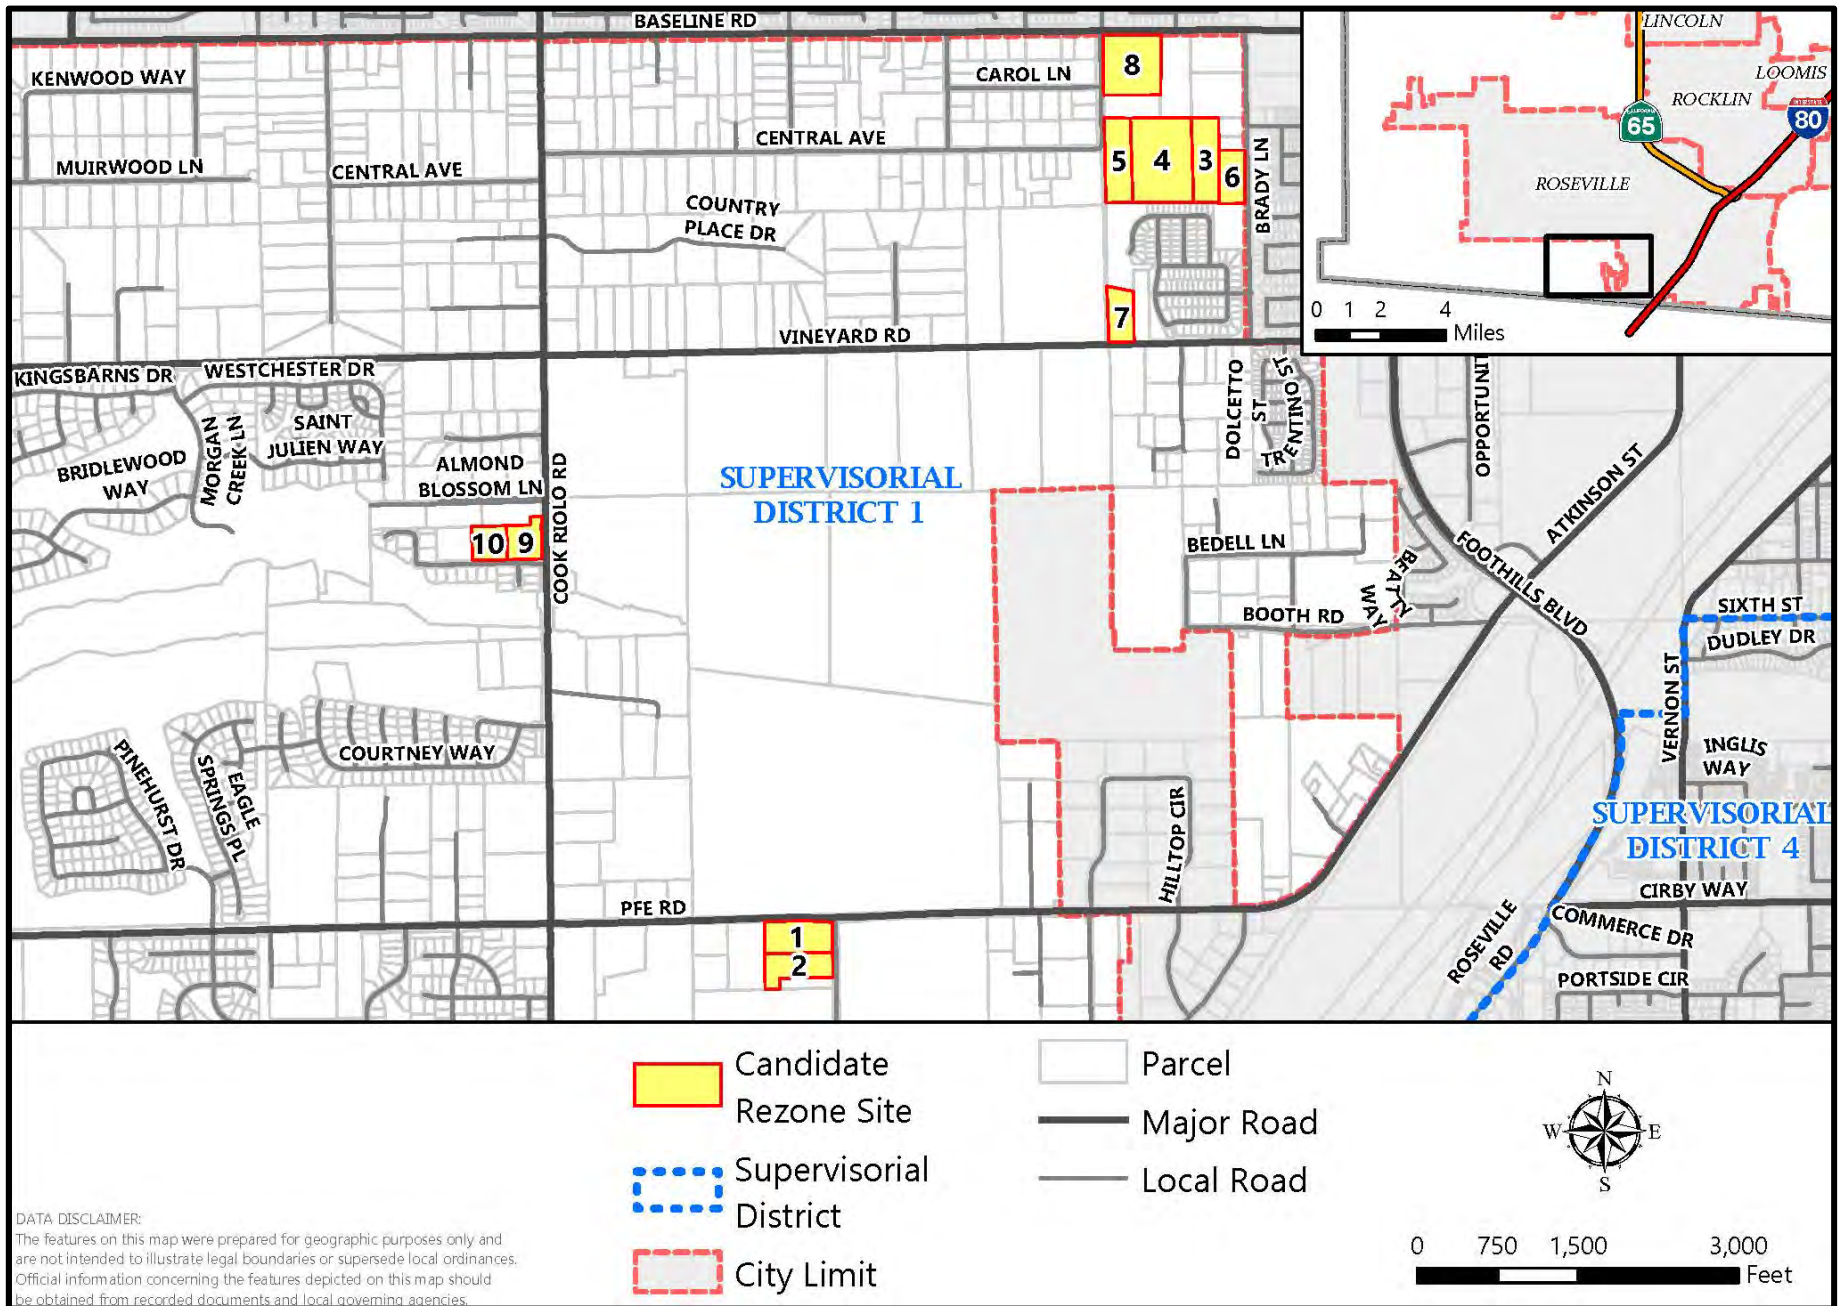 BASELINE RD
KENWOOD WAY
CAROL LN
8
MUIRWOOD LN
CENTRAL AVE
CENTRAL AVE
5
4
3
6
BRADY LN
COUNTRY
PLACE DR
7
VINEYARD RD
LINCOLN
LOOMIS
ROCKLIN
CALIFORNIA
65
INTERSTATE
80
ROSEVILLE
0 1 2 4
Miles
KINGSBARNS DR
WESTCHESTER DR
SAINT
JULIEN WAY
MORGAN
CREEK LN
BRIDLEWOOD
WAY
ALMOND
BLOSSOM LN
10
9
COOK RIOLO RD
SUPERVISORIAL
DISTRICT 1
DOLCETTO
ST
TRENTINO ST
OPPORTUNIT
ATKINSON ST
FOOTHILLS BLVD
BEDELL LN
BEATTY
WAY
BOOTH RD
SIXTH ST
DUDLEY DR
VERNON ST
INGLIS
WAY
SUPERVISORIAL
DISTRICT 4
PINEHURST DR
EAGLE
SPRINGS PL
COURTNEY WAY
HILLTOP CIR
PFE RD
1
2
CIRBY WAY
COMMERCE DR
ROSEVILLE
RD
PORTSIDE CIR
Candidate
Rezone Site
Supervisorial
District
City Limit
Parcel
Major Road
Local Road
N
W E
S
0 750 1,500 3,000
Feet
DATA DISCLAIMER:
The features on this map were prepared for geographic purposes only and
are not intended to illustrate legal boundaries or supersede local ordinances.
Official information concerning the features depicted on this map should
be obtained from recorded documents and local governing agencies.